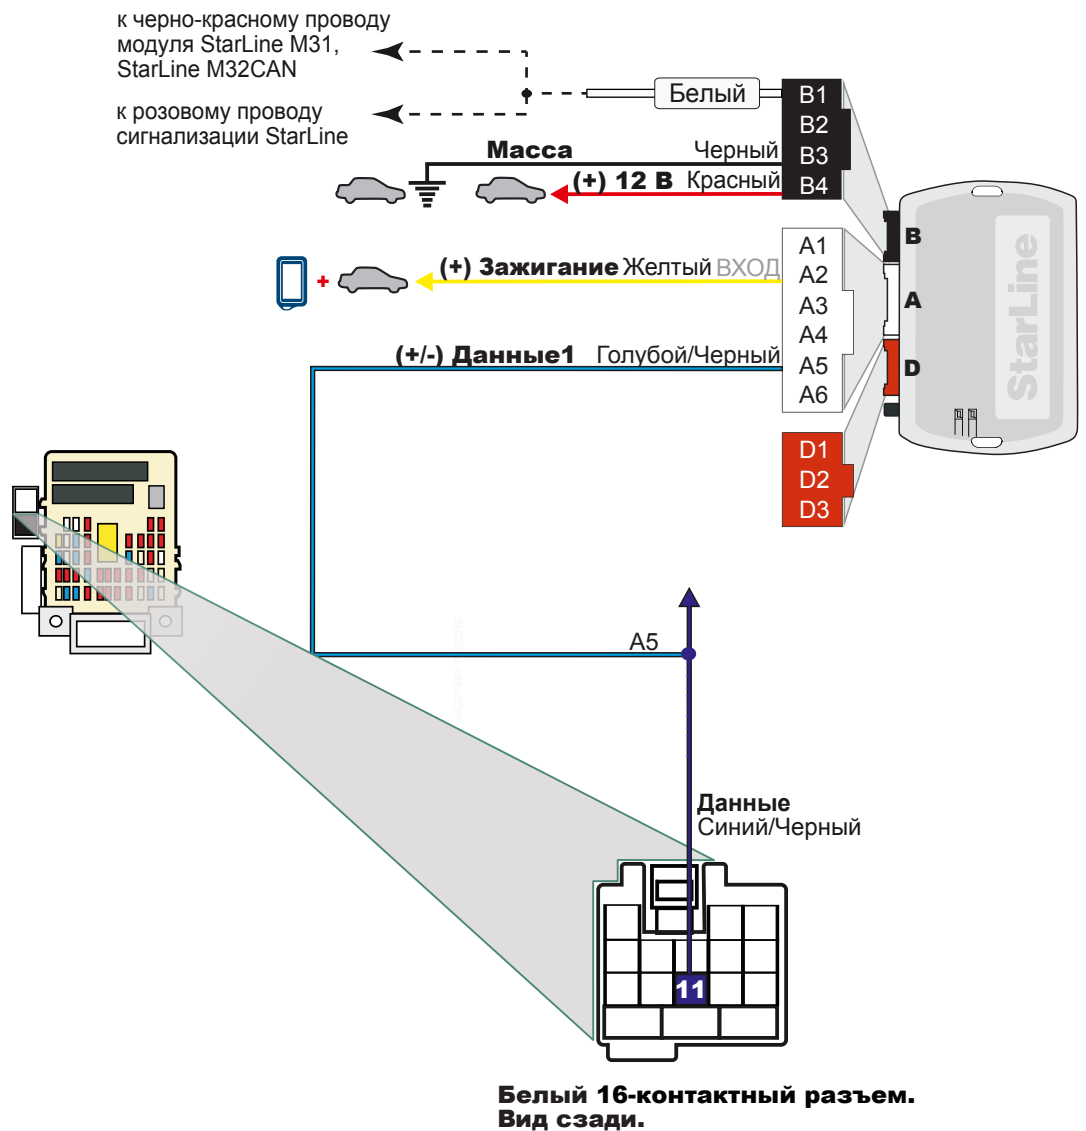 к черно-красному проводу
модуля StarLine M31,
StarLine M32CAN
к розовому проводу
сигнализации StarLine
Белый
B1
B2
B3
B4
Масса
Черный
(+) 12 В Красный
A1
A2
A3
A4
A5
A6
+
(+) Зажигание Желтый ВХОД
(+/-) Данные1 Голубой/Черный
D1
D2
D3
B
A
D
StarLine
A5
Данные
Синий/Черный
11
Белый 16-контактный разъем.
Вид сзади.